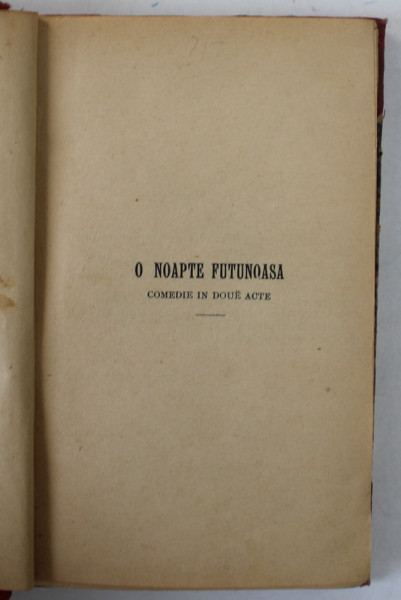 O NOAPTE FUTUNOASA
COMEDIE IN DOUĔ ACTE